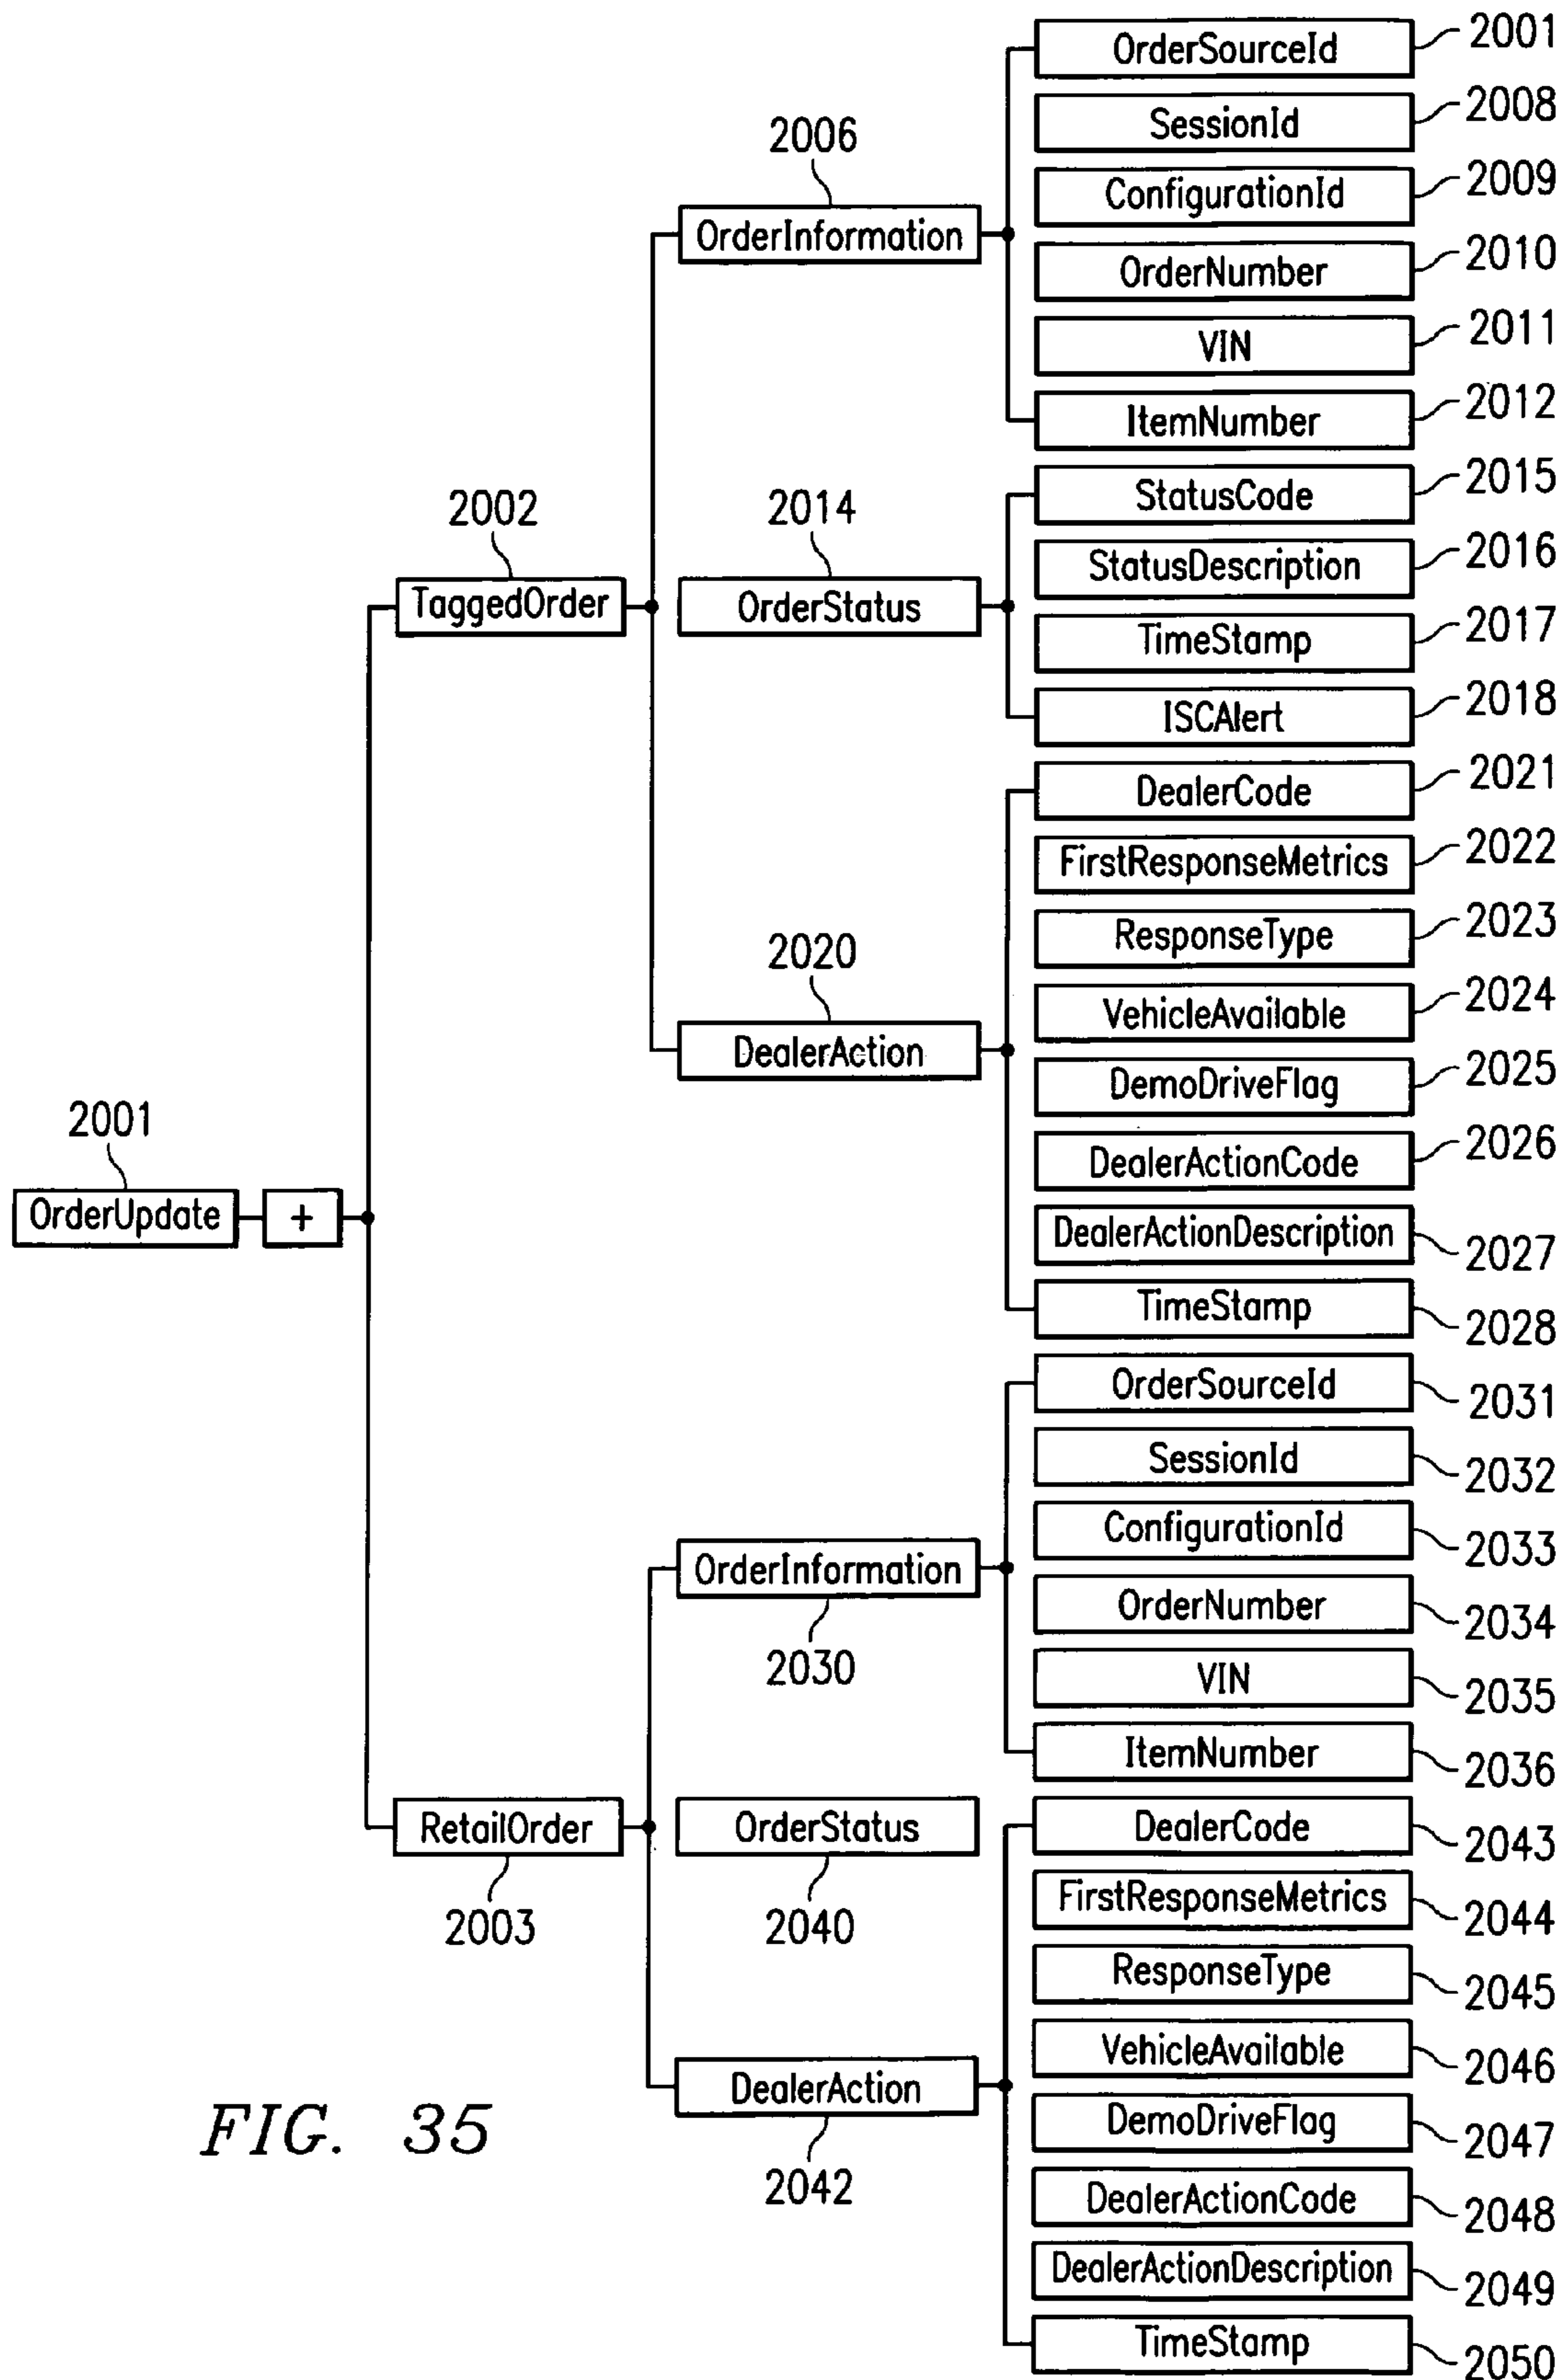 OrderSourceId 2001
SessionId 2008
2006
ConfigurationId 2009
OrderInformation
OrderNumber 2010
VIN 2011
ItemNumber 2012
2002
2014
StatusCode 2015
StatusDescription 2016
TaggedOrder
OrderStatus
TimeStamp 2017
ISCAlert 2018
DealerCode 2021
FirstResponseMetrics 2022
2020
ResponseType 2023
VehicleAvailable 2024
DealerAction
DemoDriveFlag 2025
2001
DealerActionCode 2026
OrderUpdate +
DealerActionDescription 2027
TimeStamp 2028
OrderSourceId 2031
SessionId 2032
ConfigurationId 2033
OrderInformation
2030
OrderNumber 2034
VIN 2035
ItemNumber 2036
RetailOrder
2003
OrderStatus
2040
DealerCode 2043
FirstResponseMetrics 2044
ResponseType 2045
VehicleAvailable 2046
DealerAction
2042
DemoDriveFlag 2047
DealerActionCode 2048
DealerActionDescription 2049
TimeStamp 2050
FIG. 35